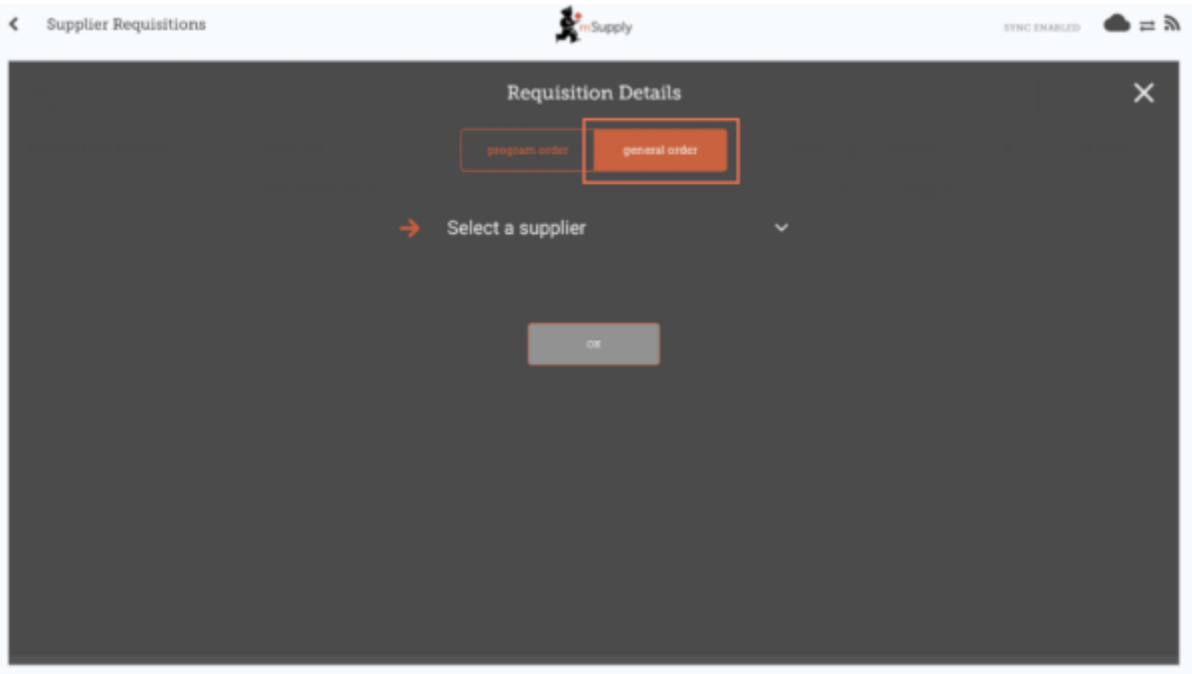 Supplier Requisitions
mSupply
SYNC ENABLED
Requisition Details
program order
general order
Select a supplier
OK